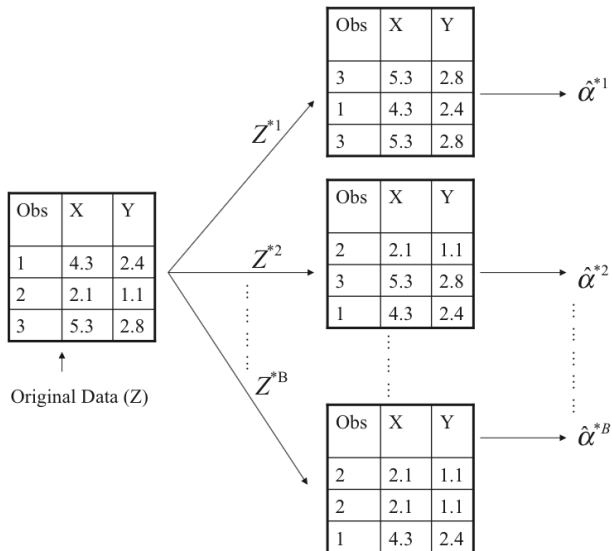 Obs X Y
3 5.3 2.8
1 4.3 2.4
3 5.3 2.8
Z*1
α̂*1
Obs X Y
1 4.3 2.4
2 2.1 1.1
3 5.3 2.8
Original Data (Z)
Z*2
Obs X Y
2 2.1 1.1
3 5.3 2.8
1 4.3 2.4
α̂*2
Z*B
Obs X Y
2 2.1 1.1
2 2.1 1.1
1 4.3 2.4
α̂*B